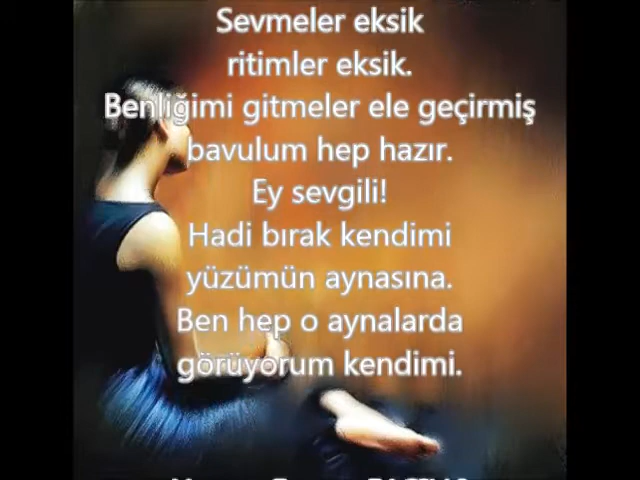 Sevmeler eksik
ritimler eksik.
Benliğimi gitmeler ele geçirmiş
bavulum hep hazır.
Ey sevgili!
Hadi bırak kendimi
yüzümün aynasına.
Ben hep o aynalarda
görüyorum kendimi.